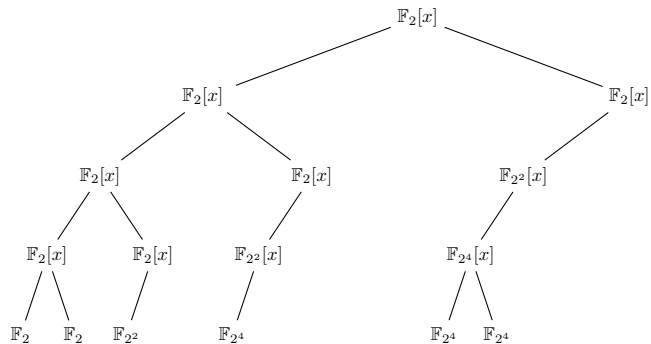 𝔽₂[x]
𝔽₂[x] 𝔽₂[x]
𝔽₂[x] 𝔽₂[x] 𝔽₂²[x]
𝔽₂[x] 𝔽₂[x] 𝔽₂²[x] 𝔽₂⁴[x]
𝔽₂ 𝔽₂ 𝔽₂² 𝔽₂⁴ 𝔽₂⁴ 𝔽₂⁴